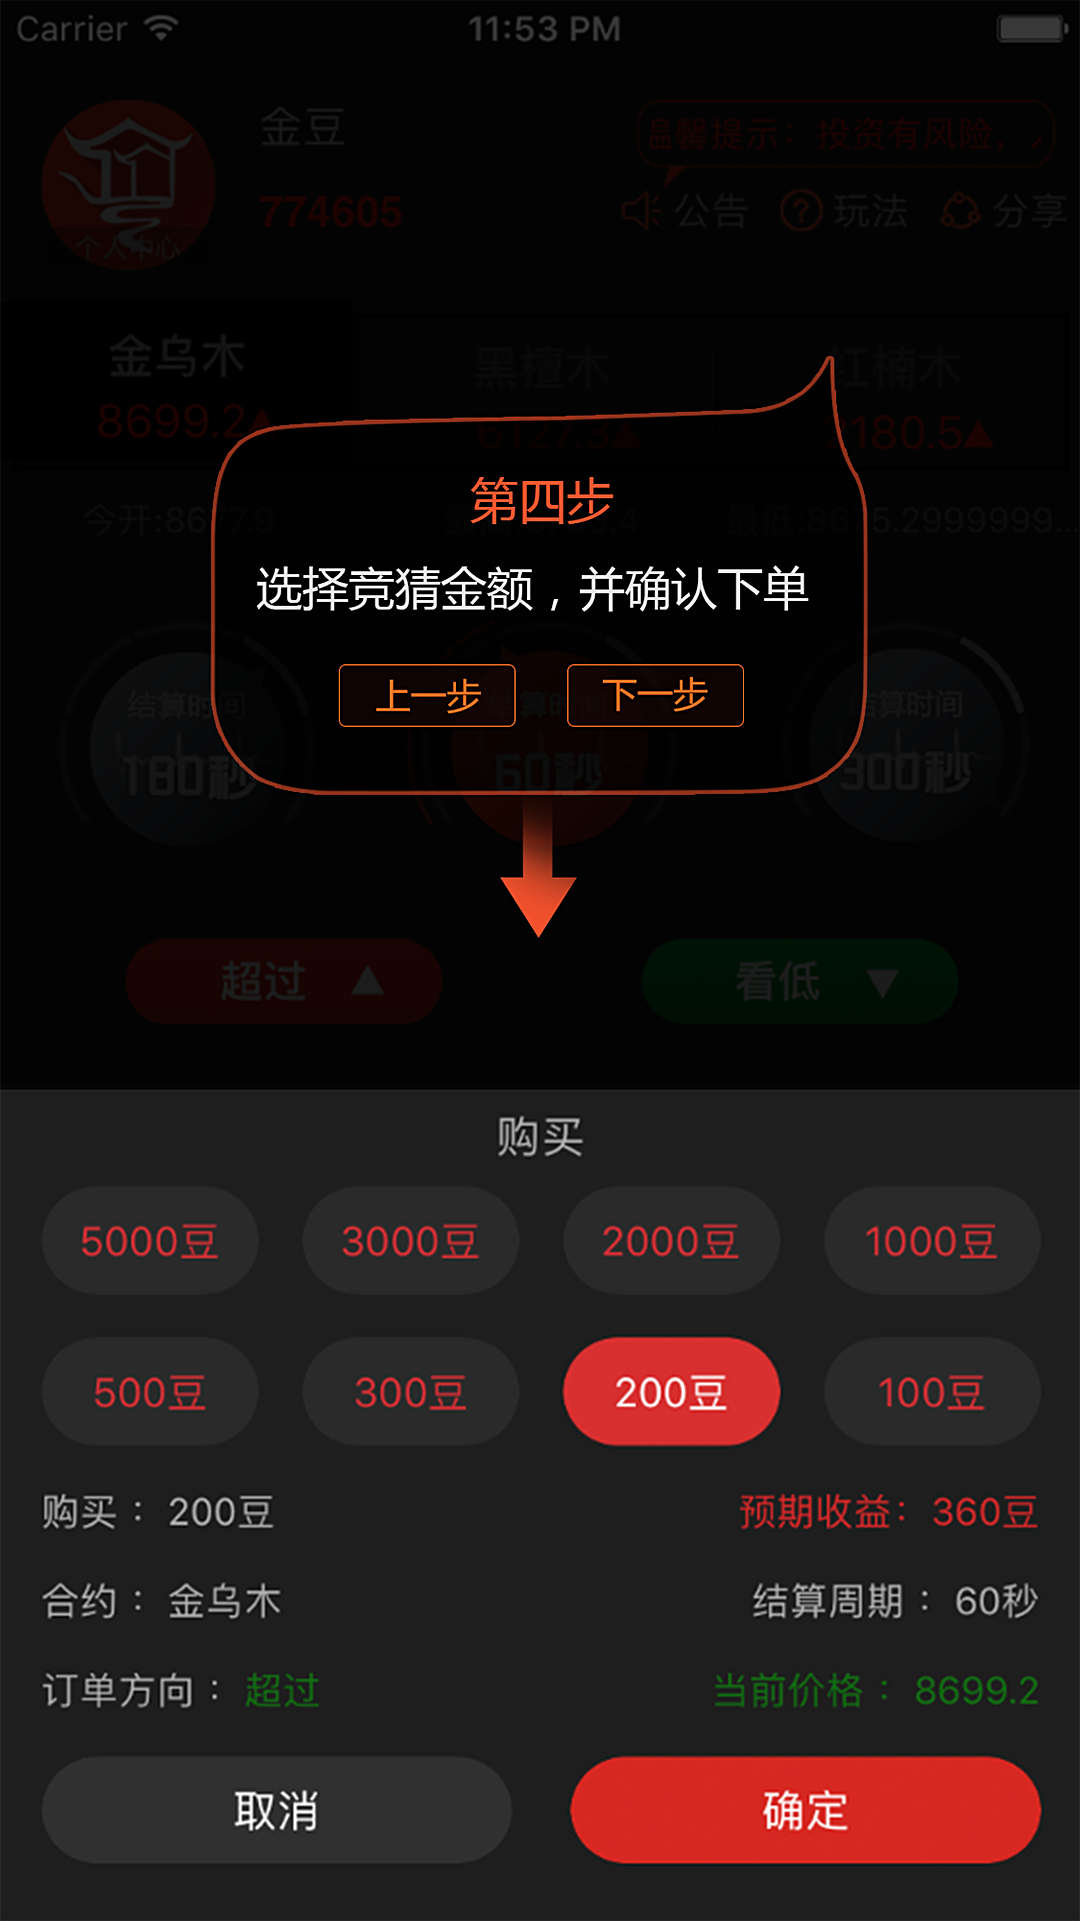 Carrier 11:53 PM
金豆
温馨提示：投资有风险，
774605
公告 玩法 分享
个人中心
金乌木 黑檀木 红楠木
8699.2▲ 6127.3▲ 2180.5▲
今开:8677.9 最低:8675.2999999...
第四步
选择竞猜金额，并确认下单
上一步 下一步
结算时间 结算时间 结算时间
180秒 60秒 300秒
超过 ▲ 看低 ▼
购买
5000豆 3000豆 2000豆 1000豆
500豆 300豆 200豆 100豆
购买： 200豆 预期收益： 360豆
合约： 金乌木 结算周期： 60秒
订单方向： 超过 当前价格： 8699.2
取消 确定